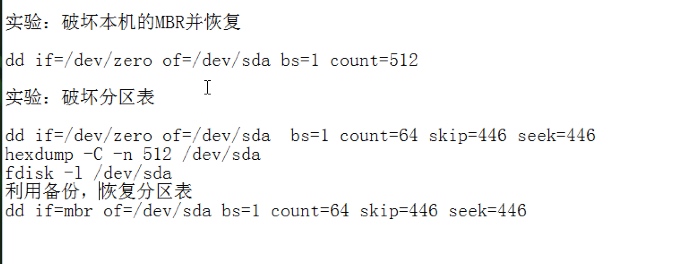 实验：破坏本机的MBR并恢复
dd if=/dev/zero of=/dev/sda bs=1 count=512
实验：破坏分区表
dd if=/dev/zero of=/dev/sda  bs=1 count=64 skip=446 seek=446
hexdump -C -n 512 /dev/sda
fdisk -l /dev/sda
利用备份，恢复分区表
dd if=mbr of=/dev/sda bs=1 count=64 skip=446 seek=446